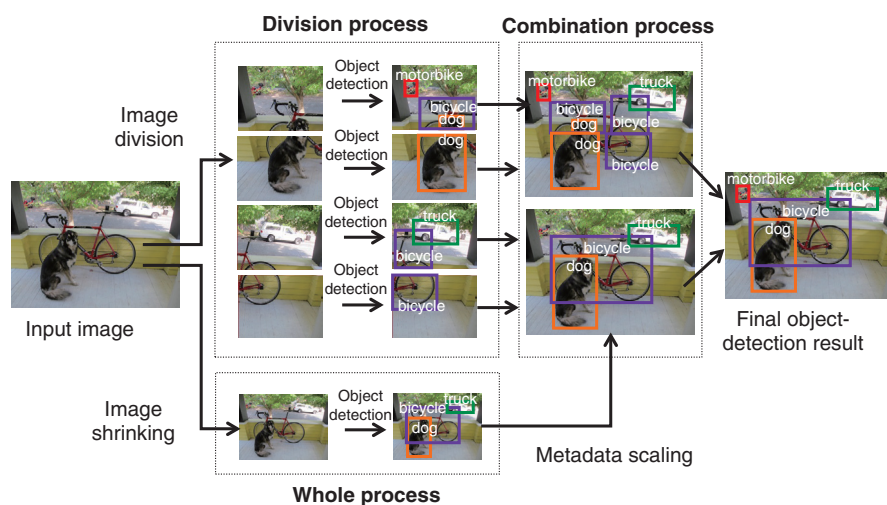 Division process
Combination process
Image
division
Object
detection
motorbike
bicycle
dog
Object
detection
dog
Object
detection
truck
bicycle
Object
detection
bicycle
motorbike
truck
bicycle
dog
bicycle
dog
bicycle
truck
bicycle
dog
motorbike
truck
bicycle
dog
Input image
Final object-
detection result
Image
shrinking
Object
detection
truck
bicycle
dog
Metadata scaling
Whole process